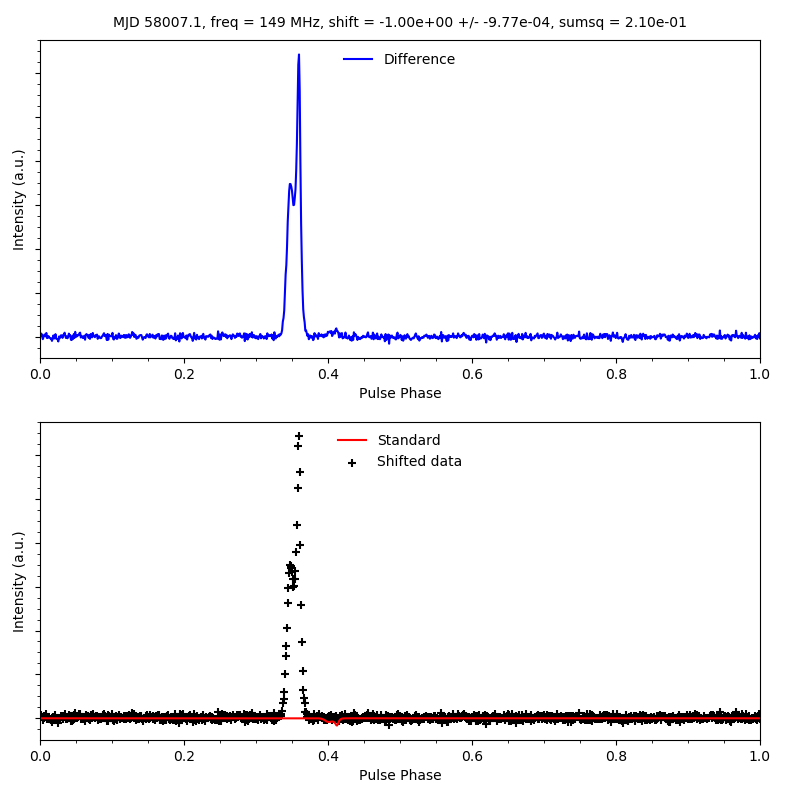 MJD 58007.1, freq = 149 MHz, shift = -1.00e+00 +/- -9.77e-04, sumsq = 2.10e-01
Difference
Intensity (a.u.)
0.0 0.2 0.4 0.6 0.8 1.0
Pulse Phase
Standard
Shifted data
Intensity (a.u.)
0.0 0.2 0.4 0.6 0.8 1.0
Pulse Phase